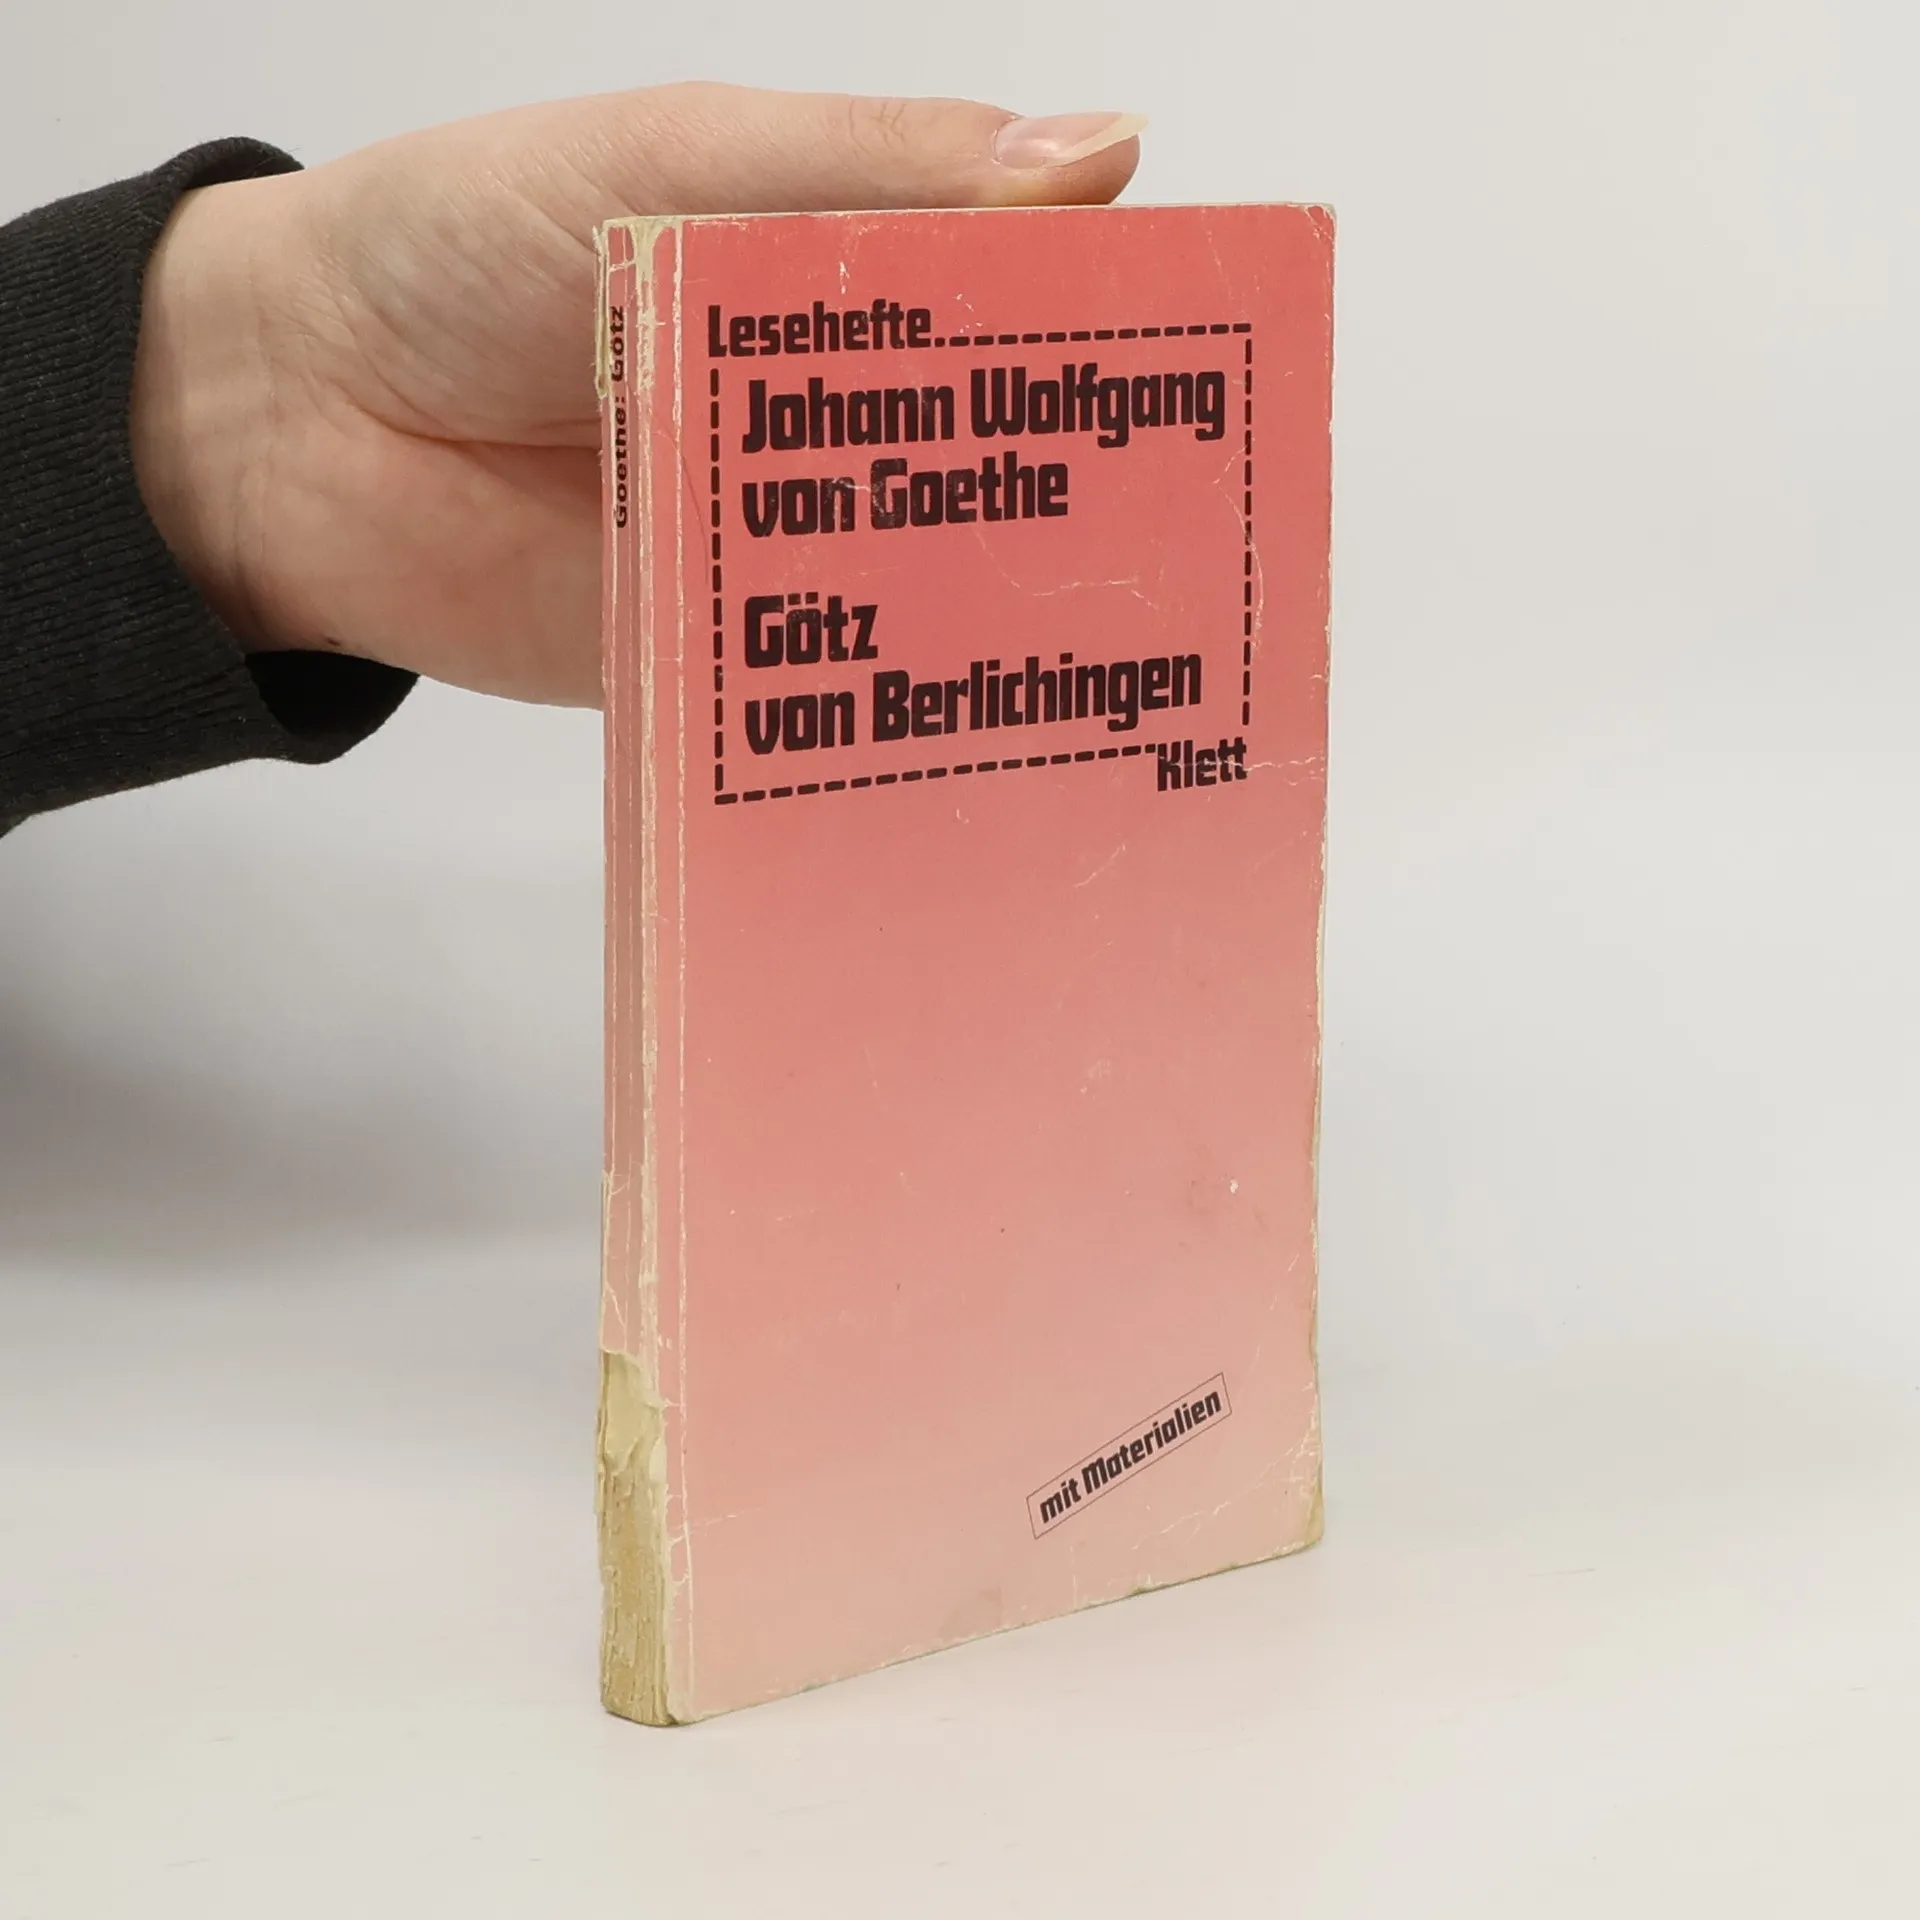 Goethe: Götz
Lesehefte
Johann Wolfgang
von Goethe
Götz
von Berlichingen
Klett
mit Materialien